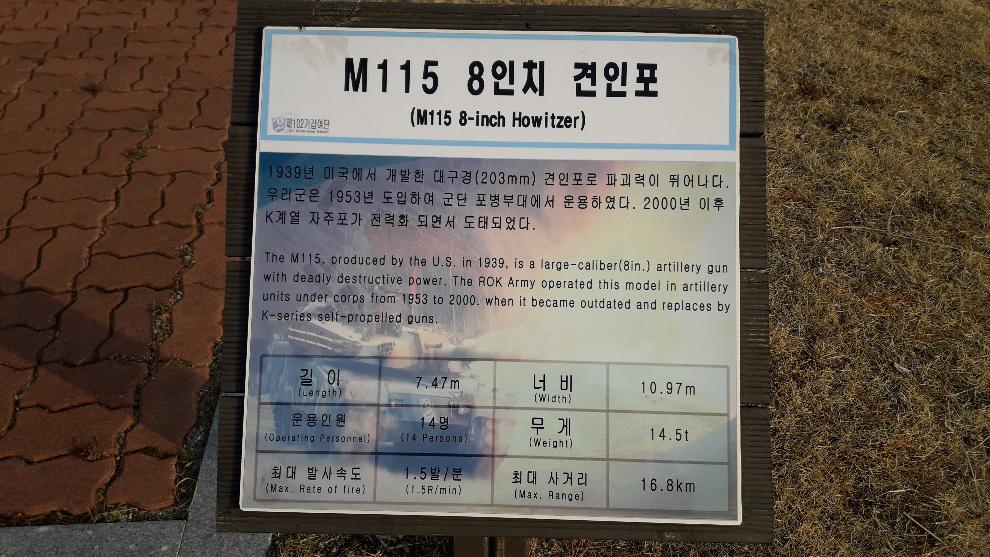 M115 8인치 견인포
(M115 8-inch Howitzer)
제102기갑여단
1939년 미국에서 개발한 대구경(203mm) 견인포로 파괴력이 뛰어나다.
우리군은 1953년 도입하여 군단 포병부대에서 운용하였다. 2000년 이후
K계열 자주포가 전력화 되면서 도태되었다.
The M115, produced by the U.S. in 1939, is a large-caliber(8in.) artillery gun
with deadly destructive power. The ROK Army operated this model in artillery
units under corps from 1953 to 2000. when it became outdated and replaces by
K-series self-propelled guns.
길이 7.47m 너비 10.97m
(Length) (Width)
운용인원 14명 무게 14.5t
(Operating Personnel) (14 Persons) (Weight)
최대 발사속도 1.5발/분 최대 사거리 16.8km
(Max. Rate of fire) (1.5R/min) (Max. Range)